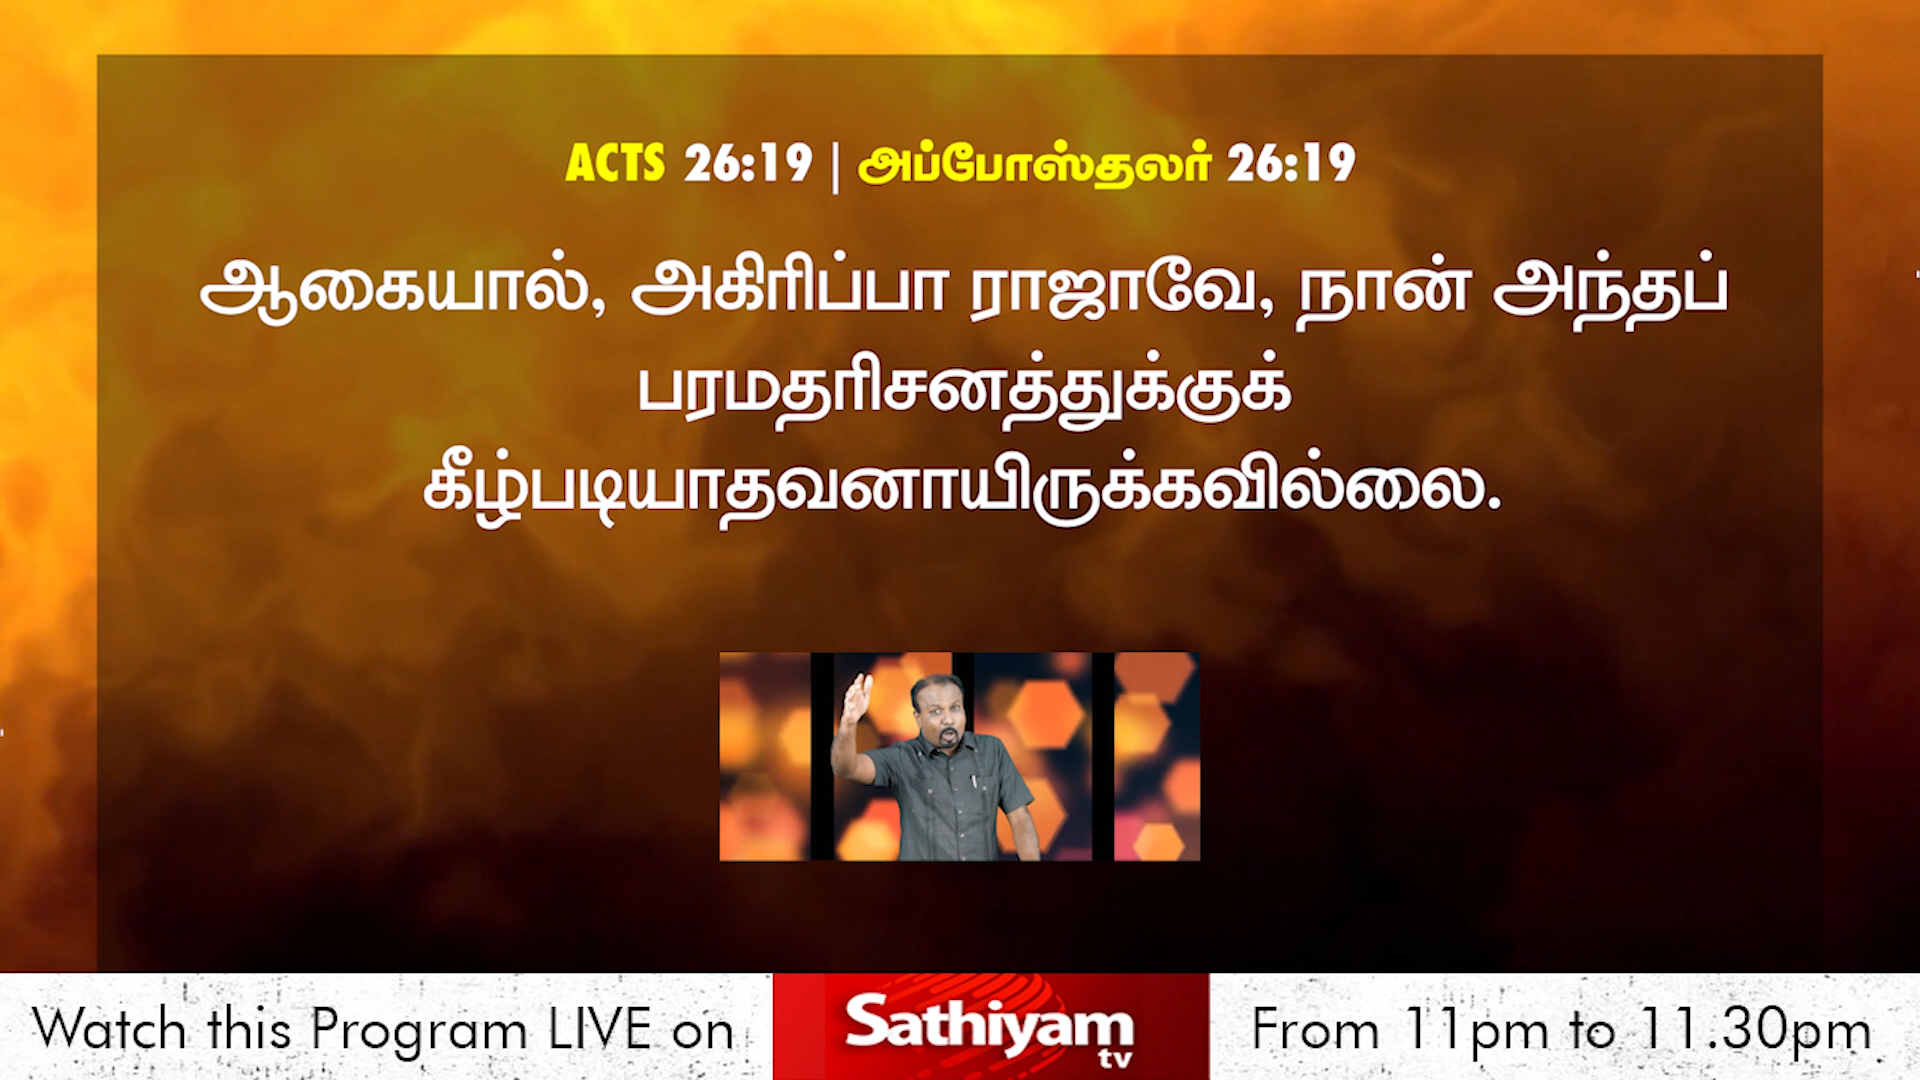 ACTS 26:19 | அப்போஸ்தலர் 26:19
ஆகையால், அகிரிப்பா ராஜாவே, நான் அந்தப்
பரமதரிசனத்துக்குக்
கீழ்படியாதவனாயிருக்கவில்லை.
Watch this Program LIVE on
Sathiyam
tv
From 11pm to 11.30pm